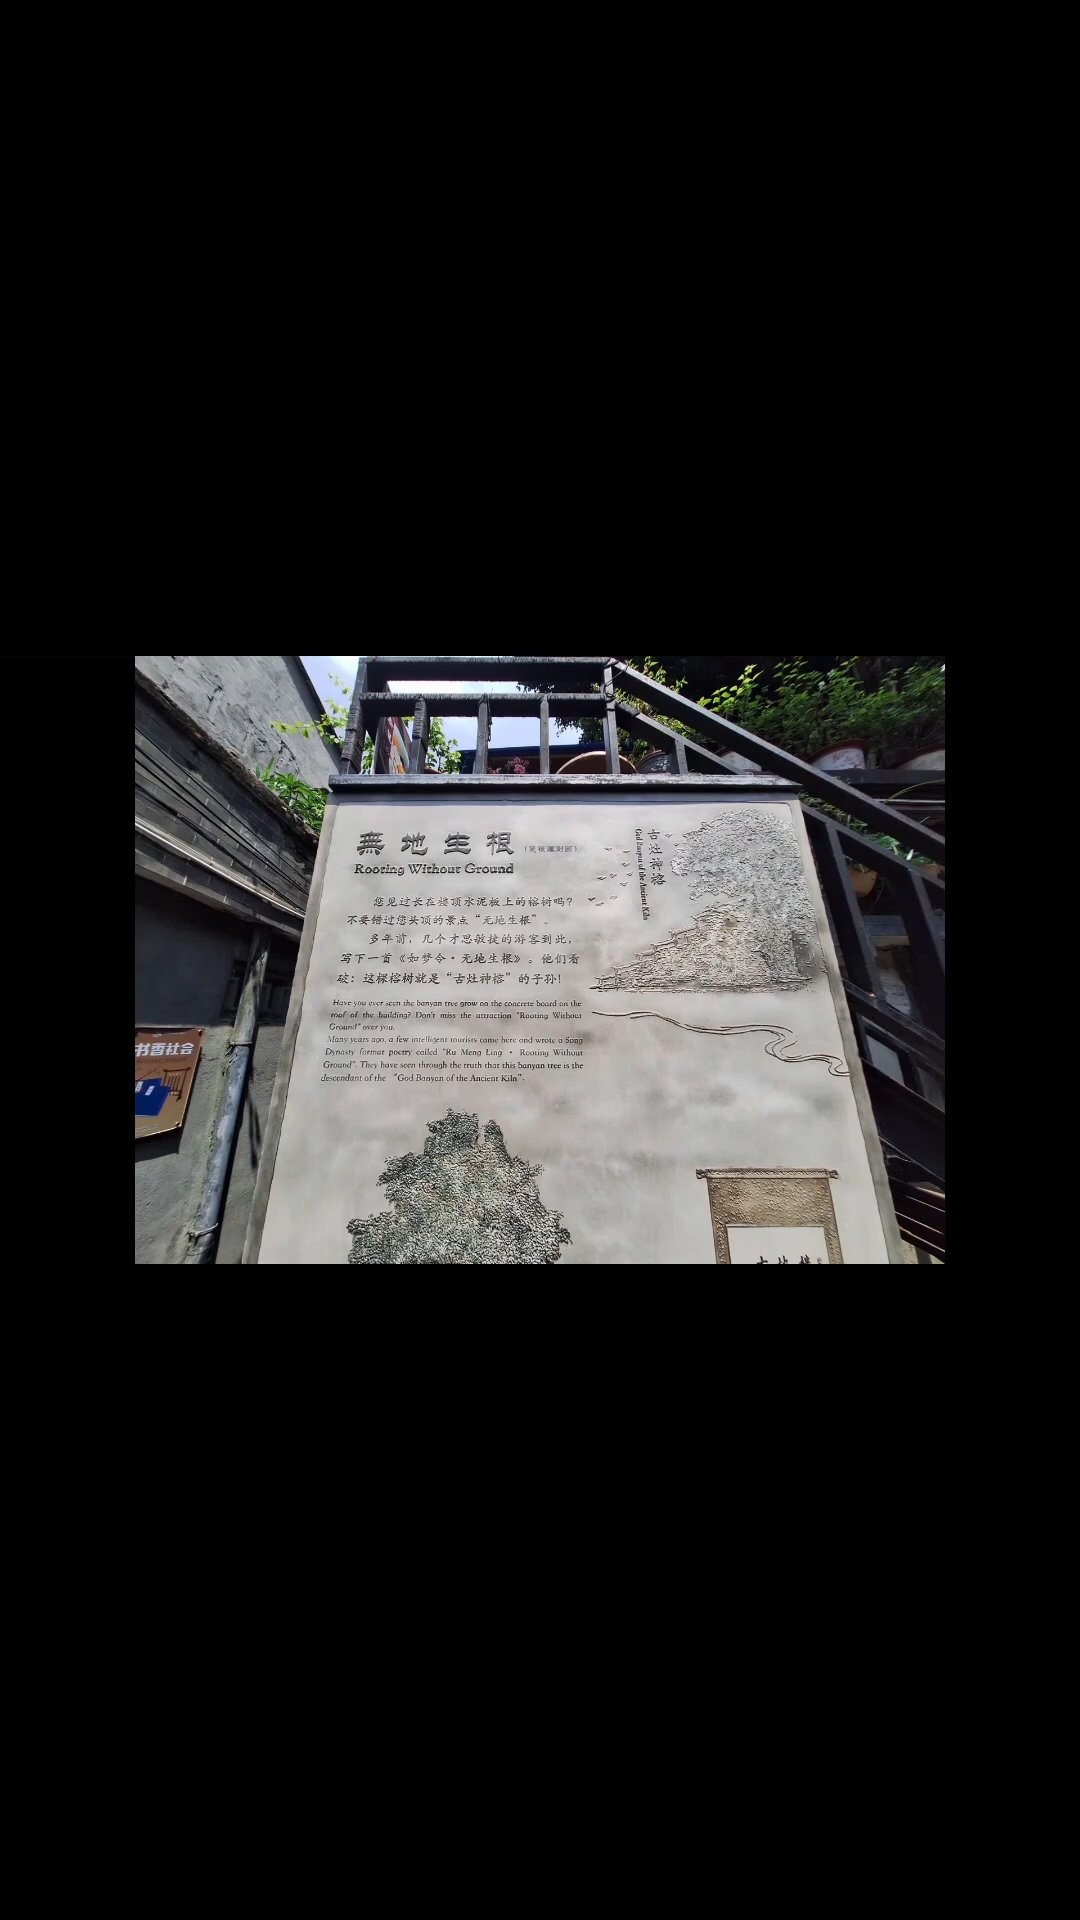 無地生根
Rooting Without Ground
您见过长在楼顶水泥板上的榕树吗？
不要错过您头顶的景点“无地生根”。
多年前，几个才思敏捷的游客到此，
写下一首《如梦令·无地生根》。他们看
破：这棵榕树就是“古灶神榕”的子孙！
Have you ever seen the banyan tree grow on the concrete board on the
roof of the building? Don't miss the attraction "Rooting Without
Ground" over you.
Many years ago, a few intelligent tourists came here and wrote a Song
Dynasty format poetry called "Ru Meng Ling · Rooting Without
Ground". They have seen through the truth that this banyan tree is the
descendant of the “God Banyan of the Ancient Kiln”.
古灶神榕
God Banyan of the Ancient Kiln
书香社会